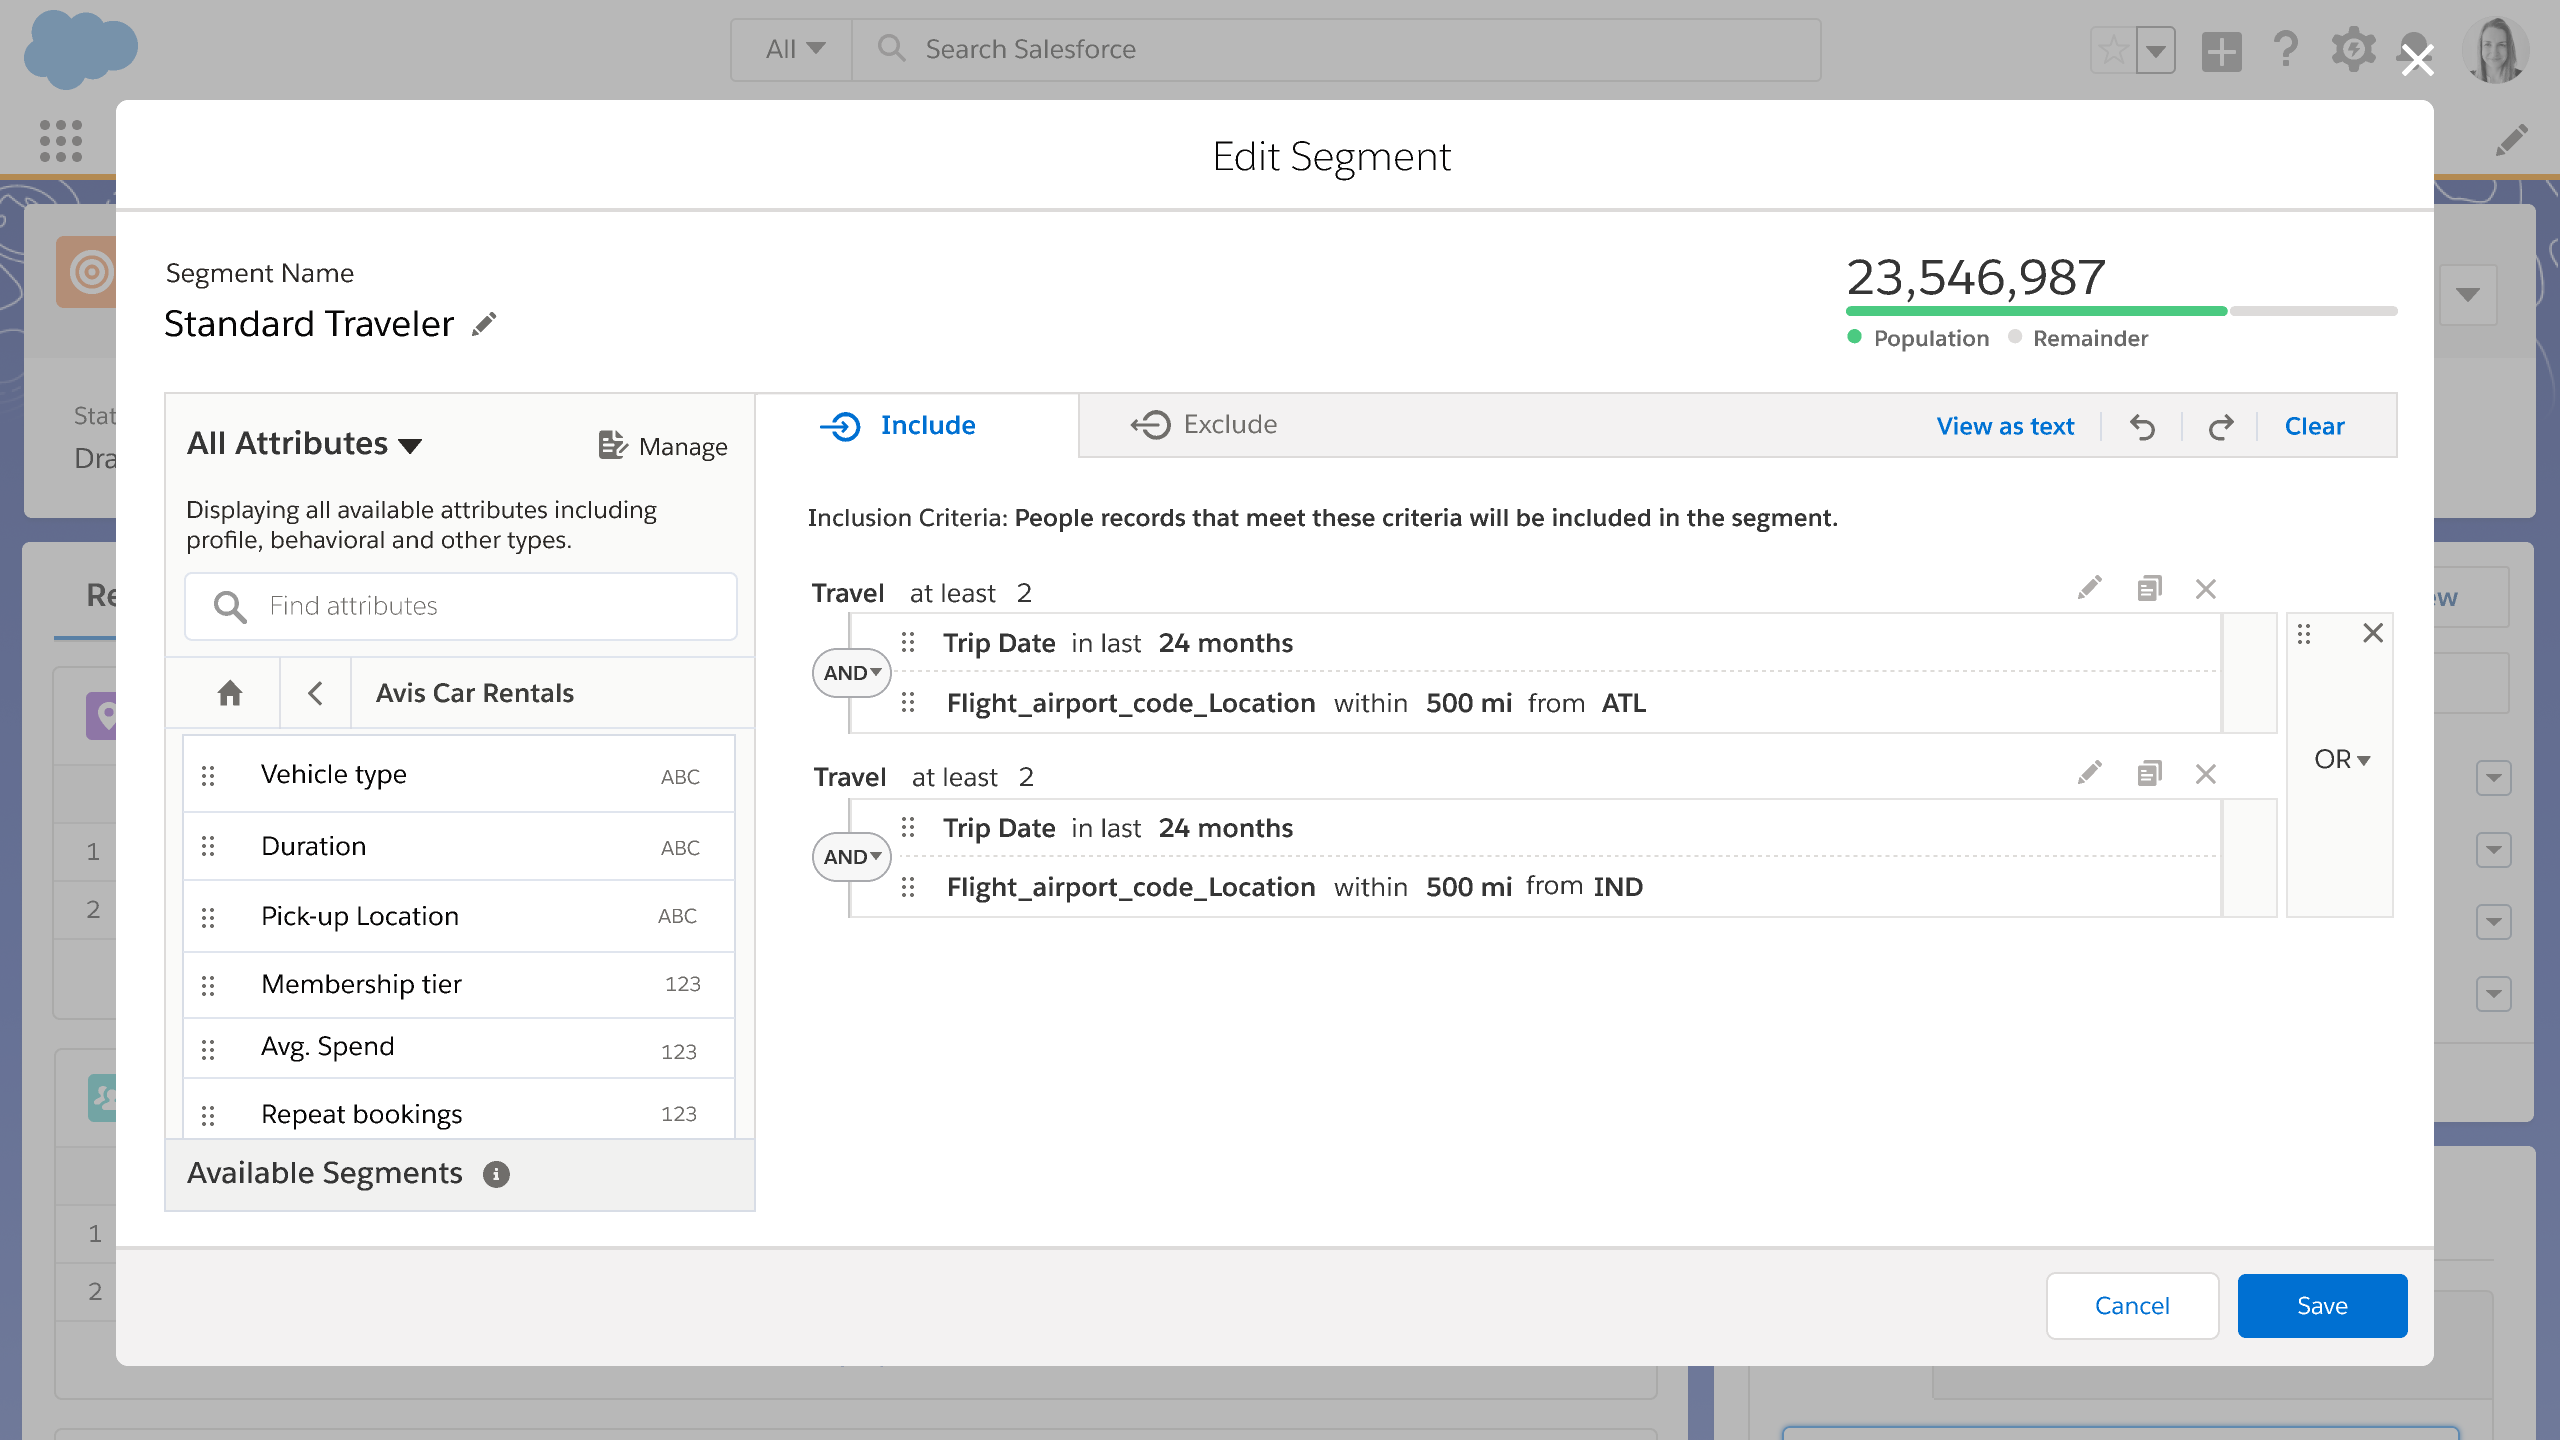 All
Search Salesforce
Edit Segment
Segment Name
Standard Traveler
23,546,987
Population
Remainder
All Attributes
Manage
Displaying all available attributes including
profile, behavioral and other types.
Find attributes
Avis Car Rentals
Vehicle type ABC
Duration ABC
Pick-up Location ABC
Membership tier 123
Avg. Spend 123
Repeat bookings 123
Available Segments
Include
Exclude
View as text
Clear
Inclusion Criteria: People records that meet these criteria will be included in the segment.
Travel at least 2
AND
Trip Date in last 24 months
Flight_airport_code_Location within 500 mi from ATL
Travel at least 2
AND
Trip Date in last 24 months
Flight_airport_code_Location within 500 mi from IND
OR
Cancel
Save
1
2
1
2